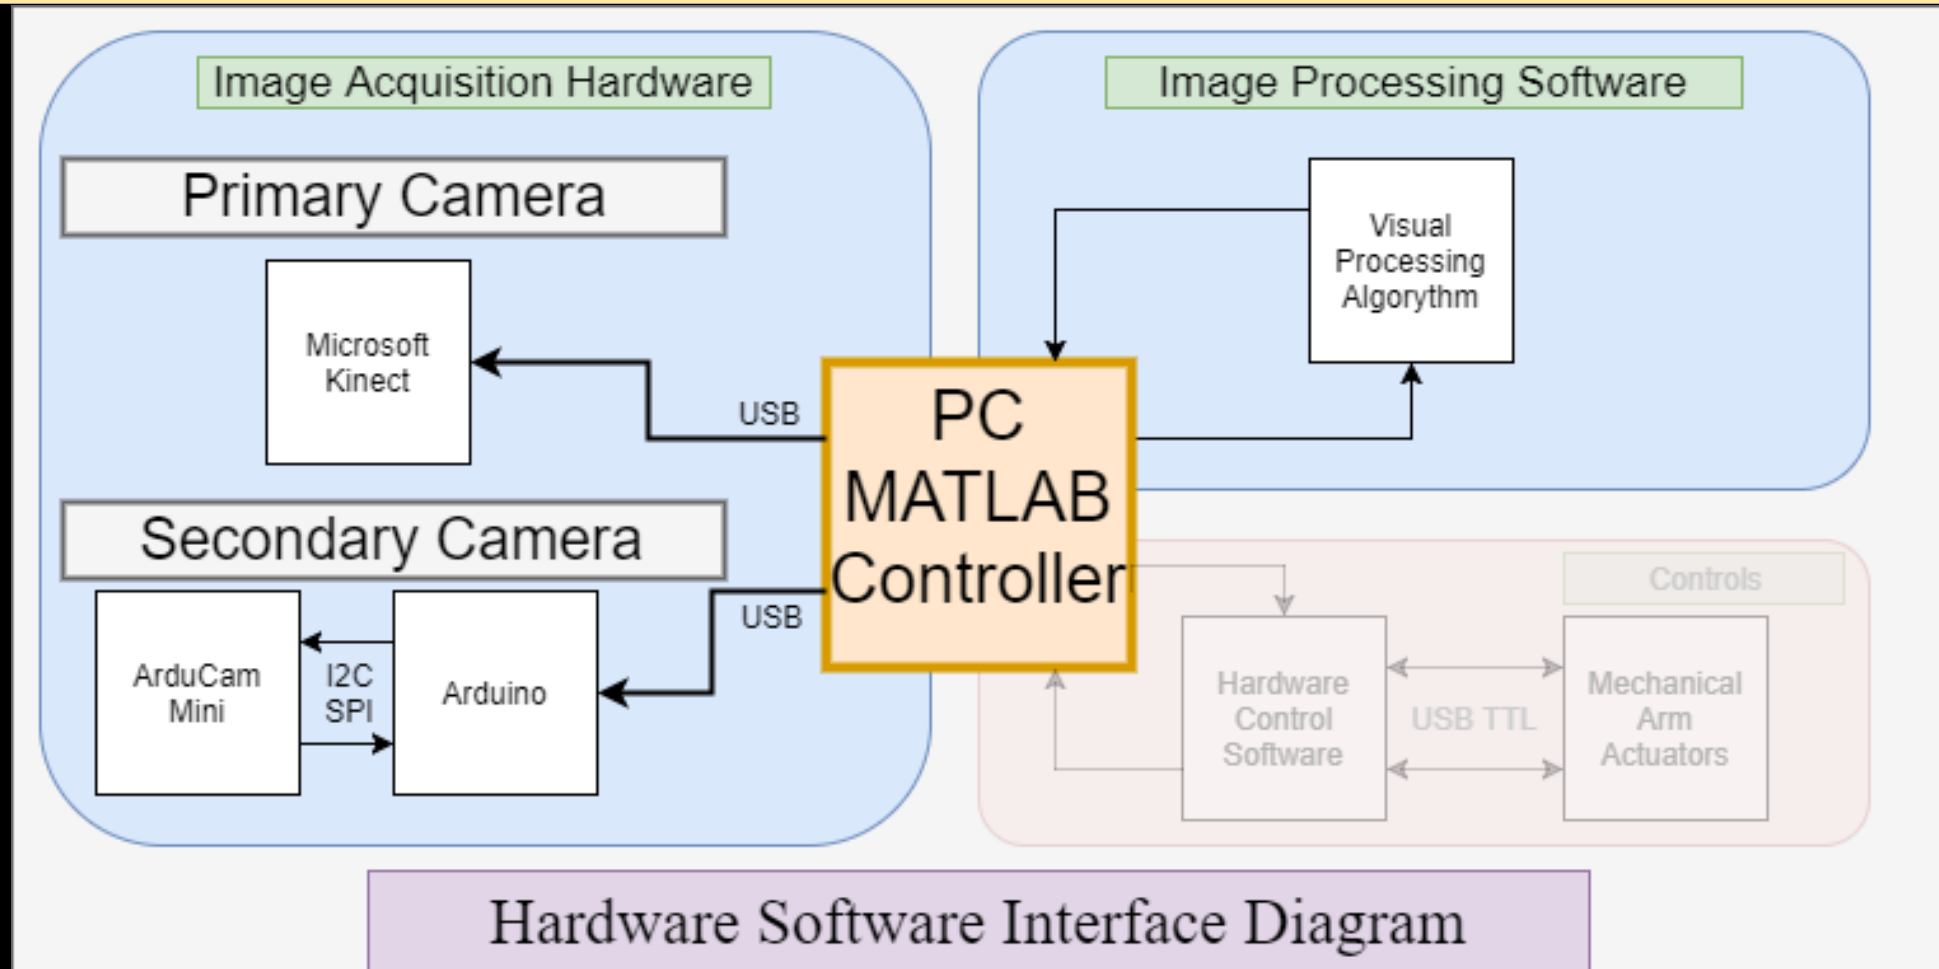 Image Acquisition Hardware
Primary Camera
Microsoft
Kinect
USB
Secondary Camera
USB
ArduCam
Mini
I2C
SPI
Arduino
PC
MATLAB
Controller
Image Processing Software
Visual
Processing
Algorythm
Controls
Hardware
Control
Software
USB TTL
Mechanical
Arm
Actuators
Hardware Software Interface Diagram